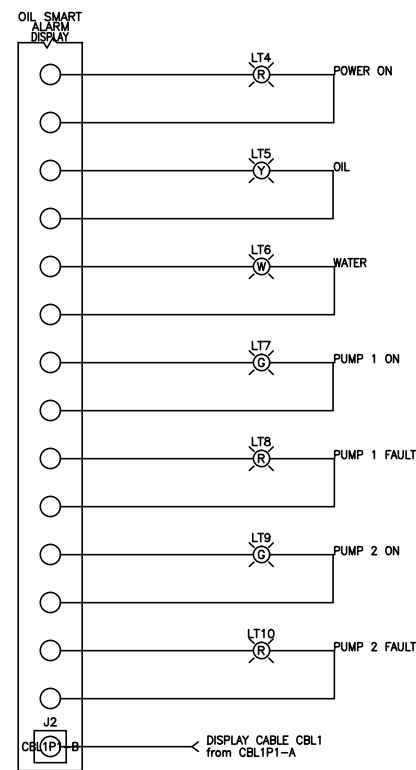 OIL SMART
ALARM
DISPLAY
LT4
R
POWER ON
LT5
Y
OIL
LT6
W
WATER
LT7
G
PUMP 1 ON
LT8
R
PUMP 1 FAULT
LT9
G
PUMP 2 ON
LT10
R
PUMP 2 FAULT
J2
CBL1P1-B
DISPLAY CABLE CBL1
from CBL1P1-A